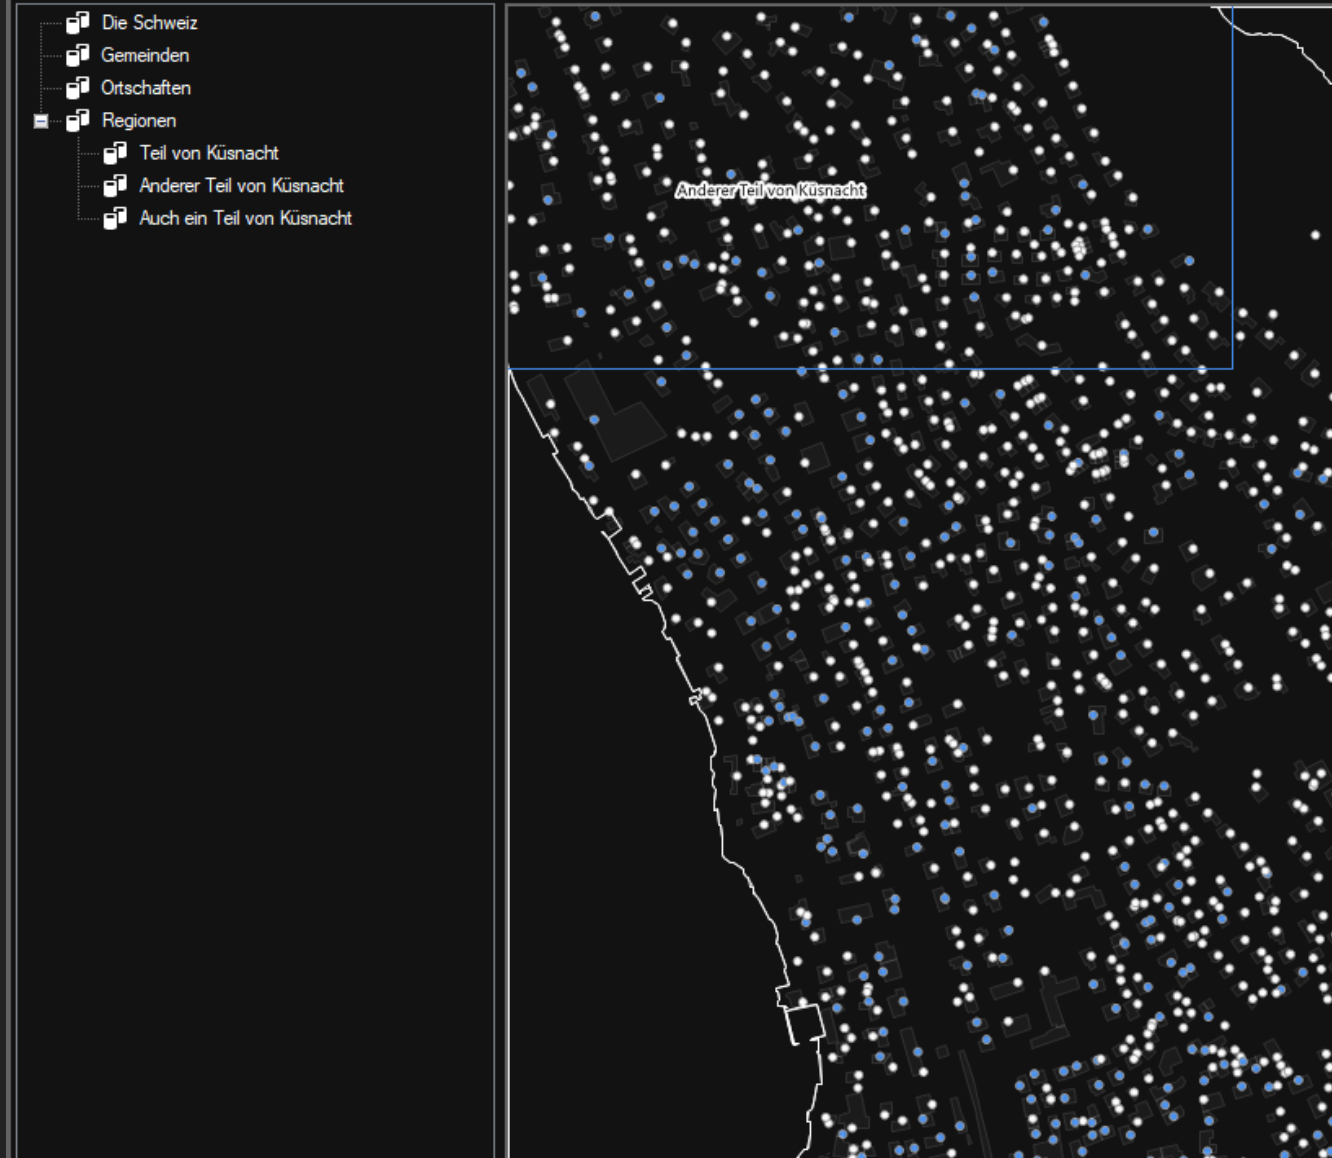 Die Schweiz
Gemeinden
Ortschaften
Regionen
Teil von Küsnacht
Anderer Teil von Küsnacht
Auch ein Teil von Küsnacht
Anderer Teil von Küsnacht